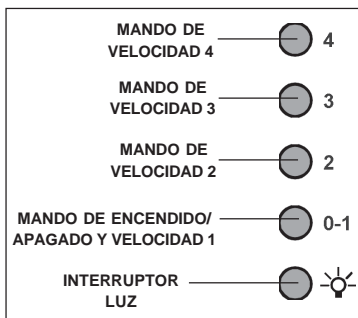 MANDO DE
VELOCIDAD 4
4
MANDO DE
VELOCIDAD 3
3
MANDO DE
VELOCIDAD 2
2
MANDO DE ENCENDIDO/
APAGADO Y VELOCIDAD 1
0-1
INTERRUPTOR
LUZ